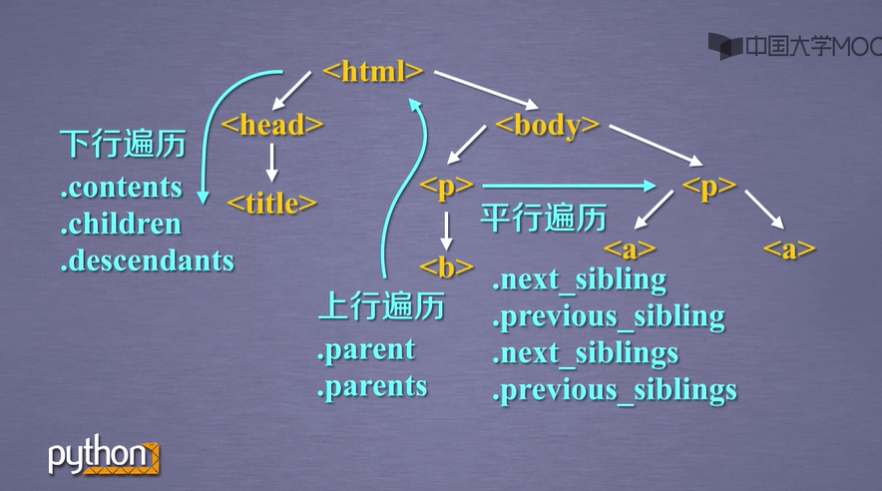 中国大学MOC
<html>
<head>
<body>
下行遍历
.contents
.children
.descendants
<title>
<p>
<p>
平行遍历
<b>
<a>
<a>
.next_sibling
.previous_sibling
.next_siblings
.previous_siblings
上行遍历
.parent
.parents
python